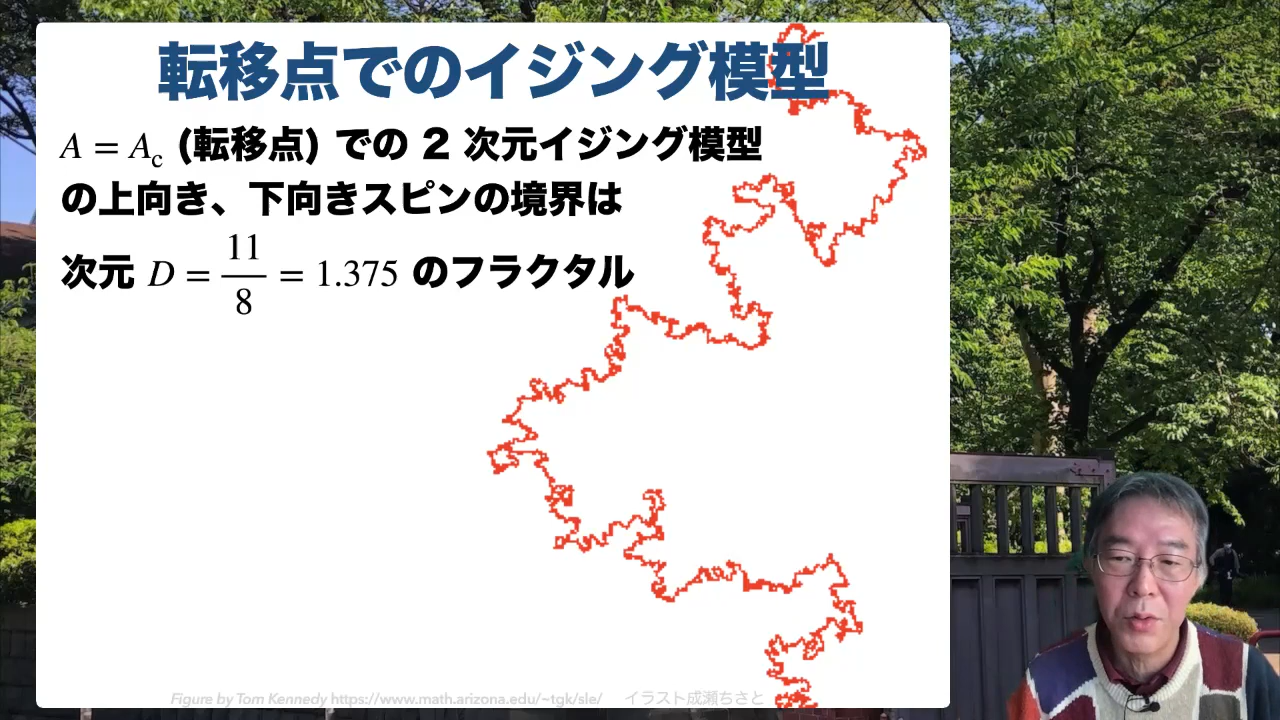 転移点でのイジング模型
A = A_c (転移点) での 2 次元イジング模型
の上向き、下向きスピンの境界は
次元 D = 11/8 = 1.375 のフラクタル
Figure by Tom Kennedy https://www.math.arizona.edu/~tgk/sle/ イラスト成瀬ちさと